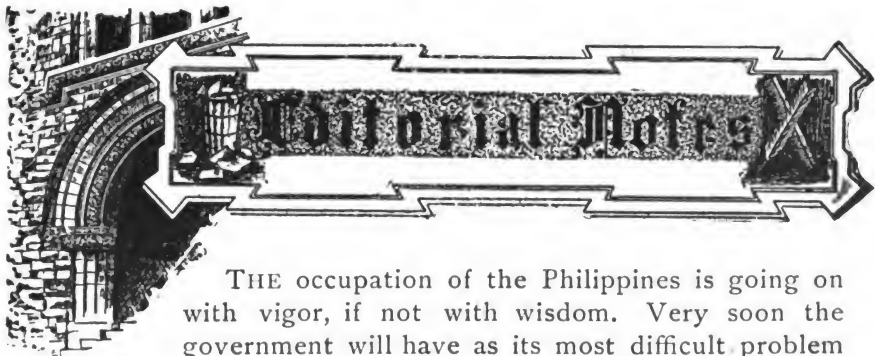 Editorial Notes
THE occupation of the Philippines is going on
with vigor, if not with wisdom. Very soon the
government will have as its most difficult problem